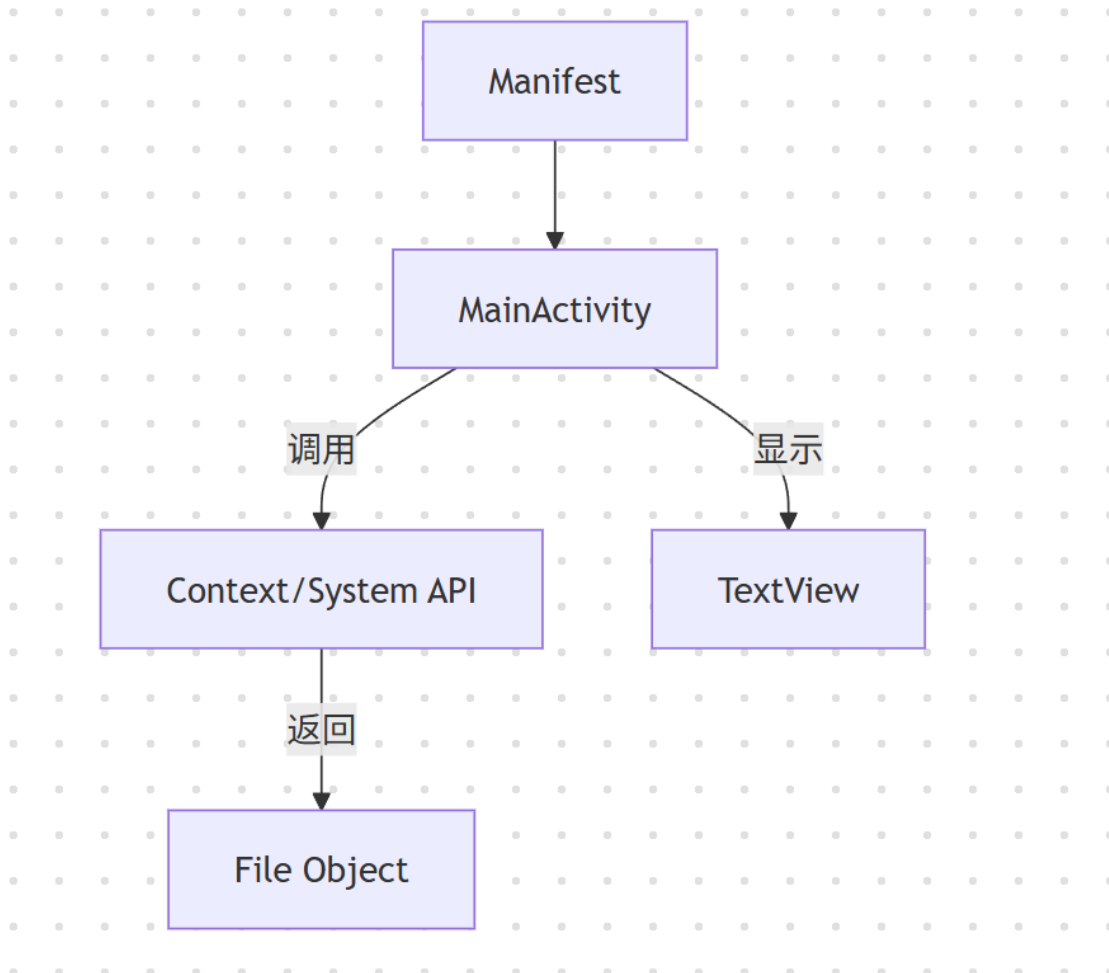 Manifest
MainActivity
调用
显示
Context/System API
TextView
返回
File Object